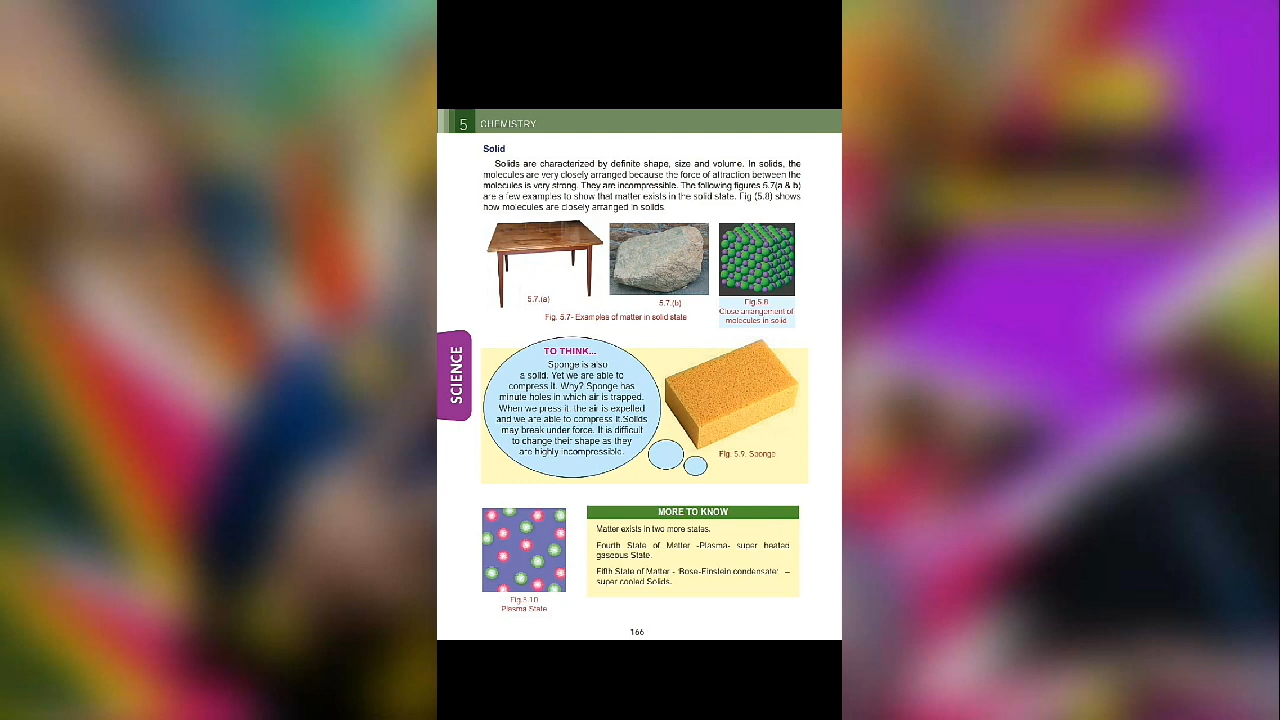 5 CHEMISTRY
Solid
Solids are characterized by definite shape, size and volume. In solids, the
molecules are very closely arranged because the force of attraction between the
molecules is very strong. They are incompressible. The following figures 5.7(a & b)
are a few examples to show that matter exists in the solid state. Fig (5.8) shows
how molecules are closely arranged in solids.
5.7.(a)
5.7.(b)
Fig. 5.7- Examples of matter in solid state
Fig.5.8
Close arrangement of
molecules in solid
SCIENCE
TO THINK...
Sponge is also
a solid. Yet we are able to
compress it. Why? Sponge has
minute holes in which air is trapped.
When we press it, the air is expelled
and we are able to compress it.Solids
may break under force. It is difficult
to change their shape as they
are highly incompressible.
Fig. 5.9. Sponge
Fig.5.10
Plasma State
MORE TO KNOW
Matter exists in two more states.
Fourth State of Matter -Plasma- super heated
gaseous State.
Fifth State of Matter - 'Bose-Einstein condensate' –
super cooled Solids.
166